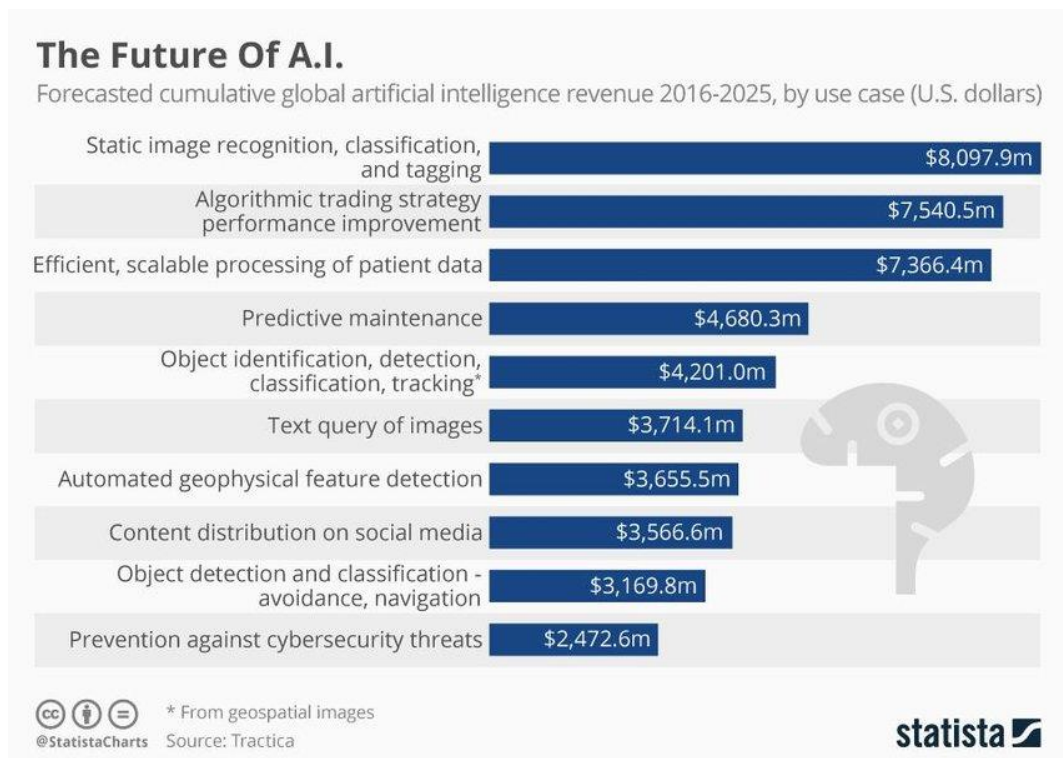 The Future Of A.I.
Forecasted cumulative global artificial intelligence revenue 2016-2025, by use case (U.S. dollars)
Static image recognition, classification,
and tagging
$8,097.9m
Algorithmic trading strategy
performance improvement
$7,540.5m
Efficient, scalable processing of patient data
$7,366.4m
Predictive maintenance
$4,680.3m
Object identification, detection,
classification, tracking*
$4,201.0m
Text query of images
$3,714.1m
Automated geophysical feature detection
$3,655.5m
Content distribution on social media
$3,566.6m
Object detection and classification -
avoidance, navigation
$3,169.8m
Prevention against cybersecurity threats
$2,472.6m
cc
@StatistaCharts
* From geospatial images
Source: Tractica
statista